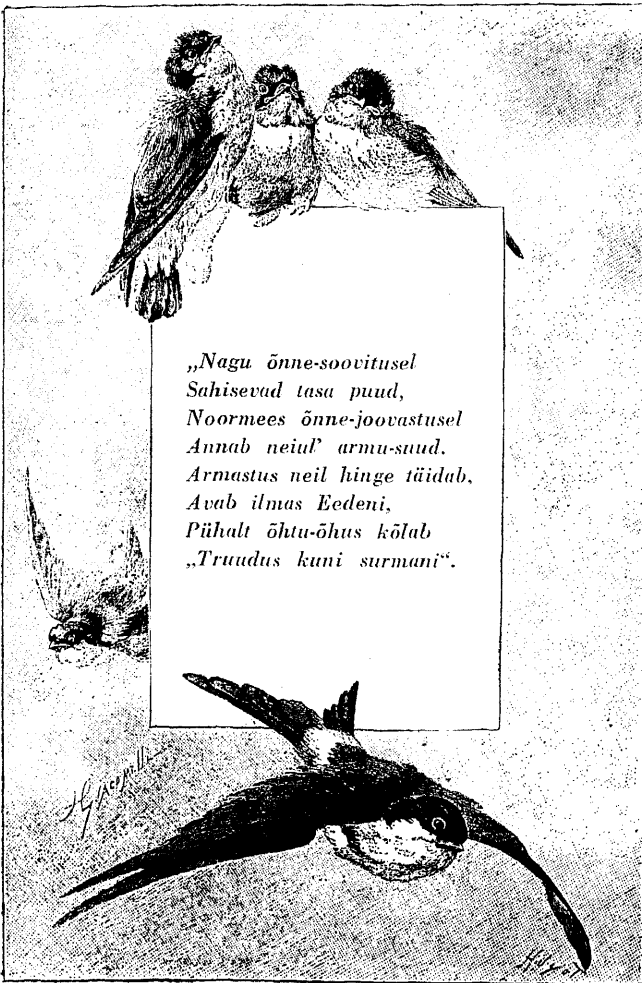 „Nagu õnne-soovitusel
Sahisevad tasa puud,
Noormees õnne-joovastusel
Annab neiul’ armu-suud.
Armastus neil hinge täidab,
Avab ilmas Eedeni,
Pühalt õhtu-õhus kõlab
„Truudus kuni surmani“.